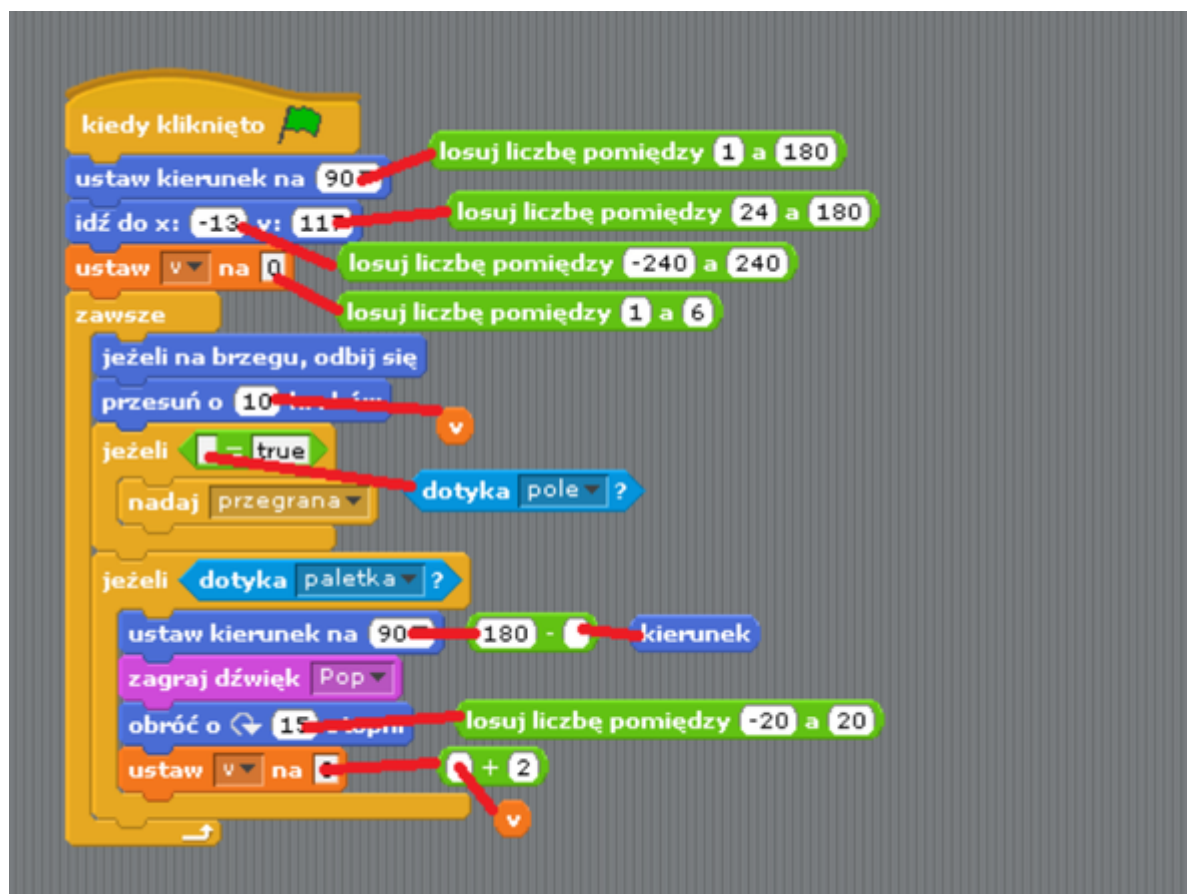 kiedy kliknięto
losuj liczbę pomiędzy 1 a 180
ustaw kierunek na 90
losuj liczbę pomiędzy 24 a 180
idź do x: -13 y: 117
losuj liczbę pomiędzy -240 a 240
ustaw v na 0
losuj liczbę pomiędzy 1 a 6
zawsze
jeżeli na brzegu, odbij się
przesuń o 10
v
jeżeli = true
dotyka pole ?
nadaj przegrana
jeżeli dotyka paletka ?
ustaw kierunek na 90 180 - kierunek
zagraj dźwięk Pop
obróć o 15 losuj liczbę pomiędzy -20 a 20
ustaw v na + 2
v